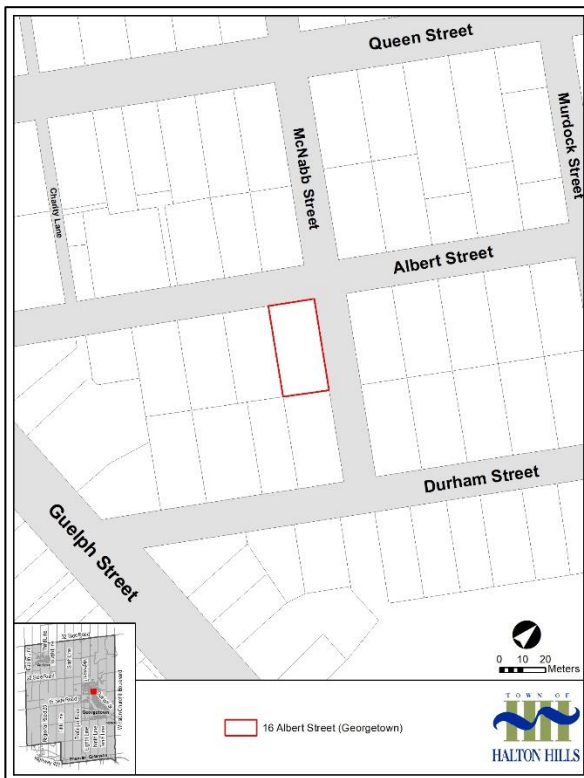 Queen Street
Murdock Street
McNabb Street
Charity Lane
Albert Street
Durham Street
Guelph Street
0 10 20
Meters
Georgetown
16 Albert Street (Georgetown)
TOWN OF
HALTON HILLS